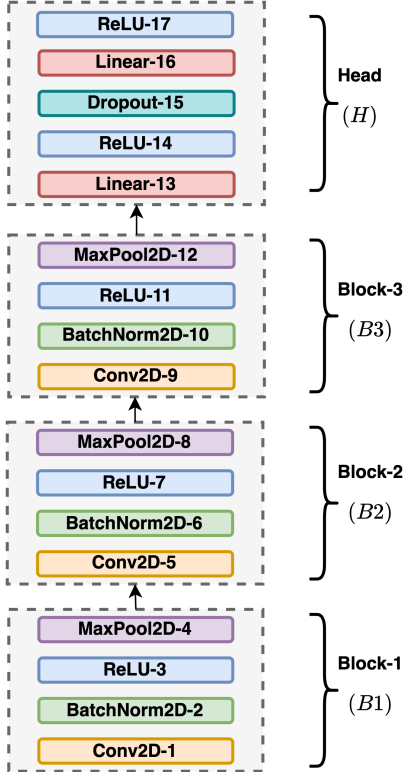 ReLU-17
Linear-16
Dropout-15
ReLU-14
Linear-13
Head
(H)
MaxPool2D-12
ReLU-11
BatchNorm2D-10
Conv2D-9
Block-3
(B3)
MaxPool2D-8
ReLU-7
BatchNorm2D-6
Conv2D-5
Block-2
(B2)
MaxPool2D-4
ReLU-3
BatchNorm2D-2
Conv2D-1
Block-1
(B1)